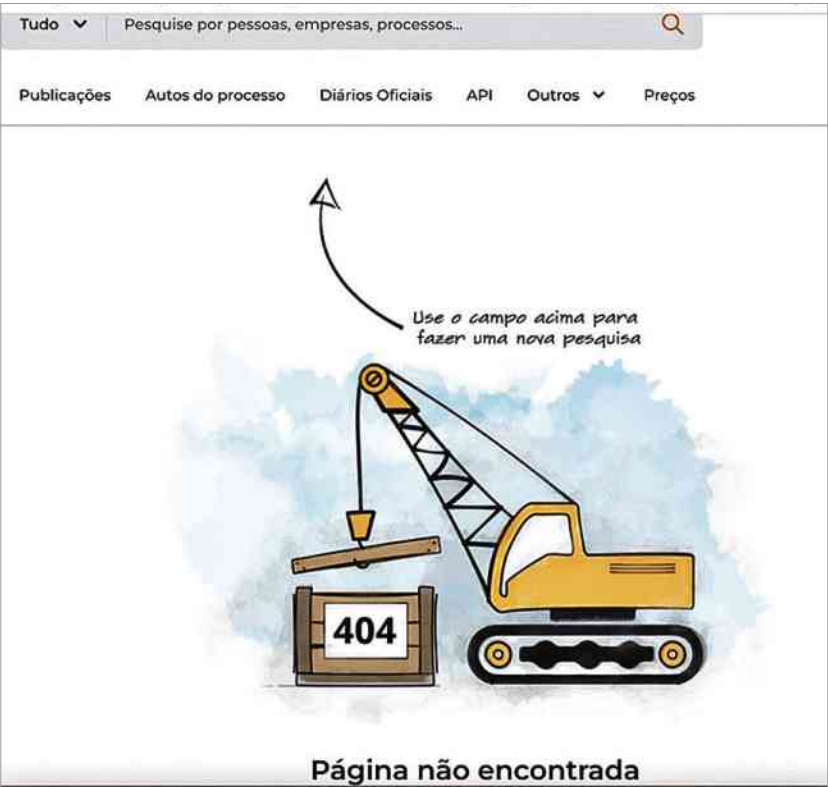 Tudo
Pesquise por pessoas, empresas, processos...
Publicações Autos do processo Diários Oficiais API Outros Preços
Use o campo acima para
fazer uma nova pesquisa
404
Página não encontrada